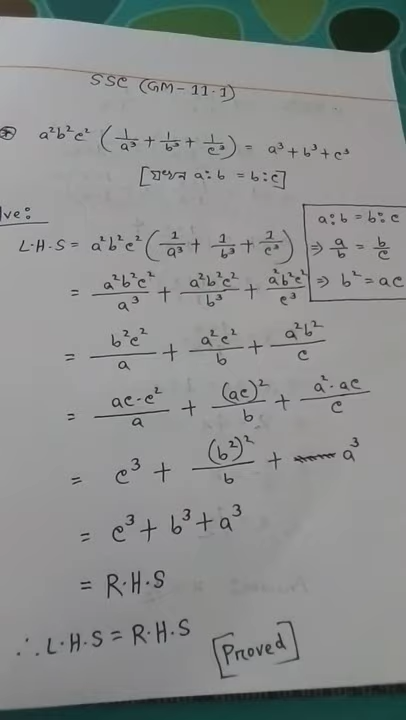 SSC (GM-11.1)
a²b²c² (1/a³ + 1/b³ + 1/c³) = a³+b³+c³
[যখন a:b = b:c]
lve:
a:b = b:c
L.H.S = a²b²c² (1/a³ + 1/b³ + 1/c³)
⇒ a/b = b/c
= a²b²c²/a³ + a²b²c²/b³ + a²b²c²/c³
⇒ b² = ac
= b²c²/a + a²c²/b + a²b²/c
= ac·c²/a + (ac)²/b + a²·ac/c
= c³ + (b²)²/b + a³
= c³ + b³ + a³
= R.H.S
∴ L.H.S = R.H.S
[Proved]